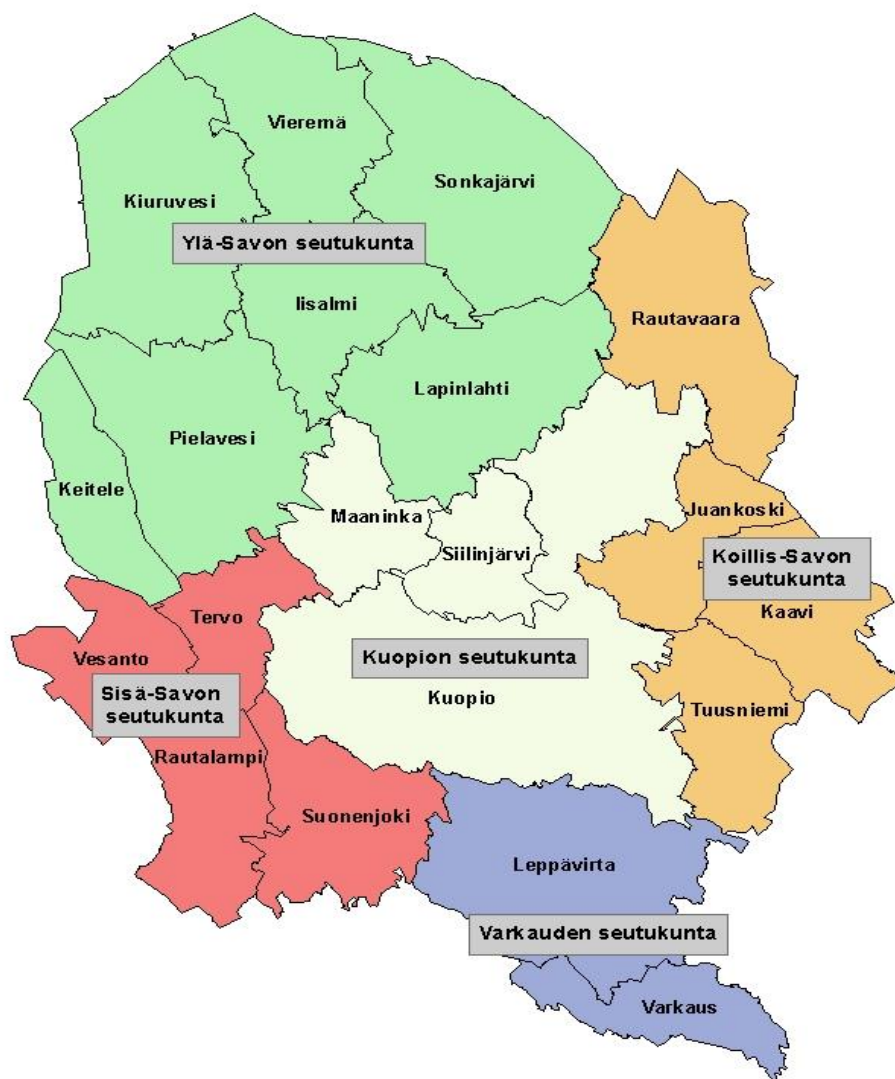 Vieremä
Sonkajärvi
Kiuruvesi
Ylä-Savon seutukunta
Iisalmi
Rautavaara
Lapinlahti
Pielavesi
Keitele
Maaninka
Juankoski
Siilinjärvi
Koillis-Savon
seutukunta
Kaavi
Tervo
Vesanto
Kuopion seutukunta
Sisä-Savon
seutukunta
Kuopio
Tuusniemi
Rautalampi
Suonenjoki
Leppävirta
Varkauden seutukunta
Varkaus